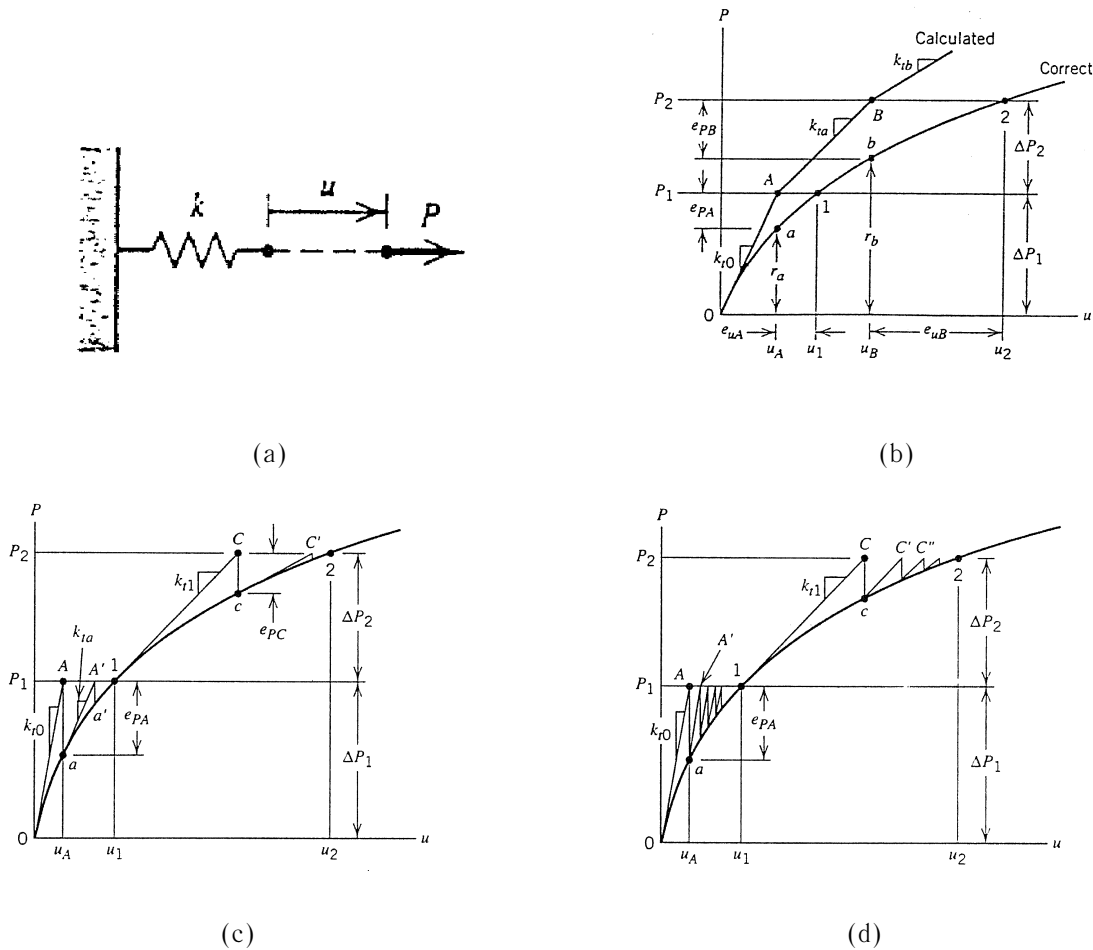 k
u
P
(a)
P
Calculated
k_tb
Correct
P_2
B
2
e_PB
k_ta
b
ΔP_2
P_1
A
1
e_PA
a
k_t0
r_a
r_b
ΔP_1
0
u
e_uA
e_uB
u_A
u_1
u_B
u_2
(b)
P
P_2
C
C'
2
k_t1
c
e_PC
ΔP_2
k_ta
P_1
A
A'
1
a'
e_PA
k_t0
a
ΔP_1
0
u
u_A
u_1
u_2
(c)
P
P_2
C
C'
C"
2
k_t1
c
ΔP_2
A'
P_1
A
1
e_PA
k_t0
a
ΔP_1
0
u
u_A
u_1
u_2
(d)